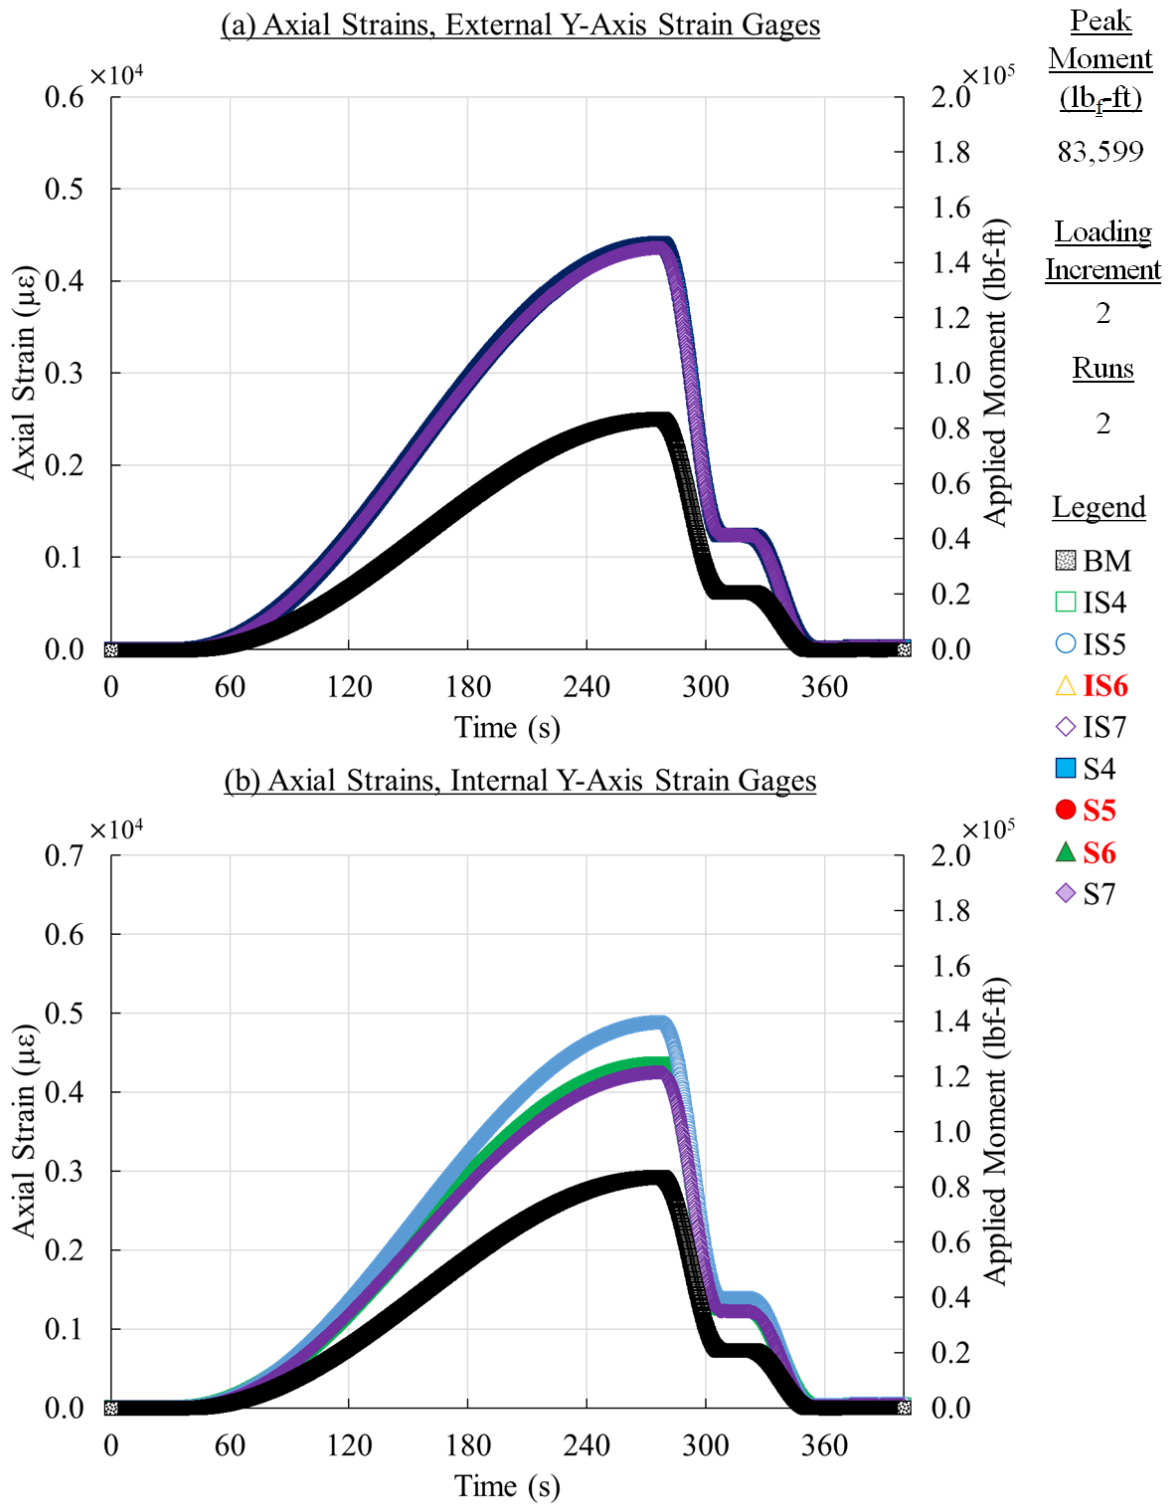 (a) Axial Strains, External Y-Axis Strain Gages
×10⁴
×10⁵
0.6
0.5
0.4
0.3
0.2
0.1
0.0
Axial Strain (με)
2.0
1.8
1.6
1.4
1.2
1.0
0.8
0.6
0.4
0.2
0.0
Applied Moment (lbf-ft)
0 60 120 180 240 300 360
Time (s)
(b) Axial Strains, Internal Y-Axis Strain Gages
×10⁴
×10⁵
0.7
0.6
0.5
0.4
0.3
0.2
0.1
0.0
Axial Strain (με)
2.0
1.8
1.6
1.4
1.2
1.0
0.8
0.6
0.4
0.2
0.0
Applied Moment (lbf-ft)
0 60 120 180 240 300 360
Time (s)
Peak
Moment
(lbf-ft)
83,599
Loading
Increment
2
Runs
2
Legend
BM
IS4
IS5
IS6
IS7
S4
S5
S6
S7